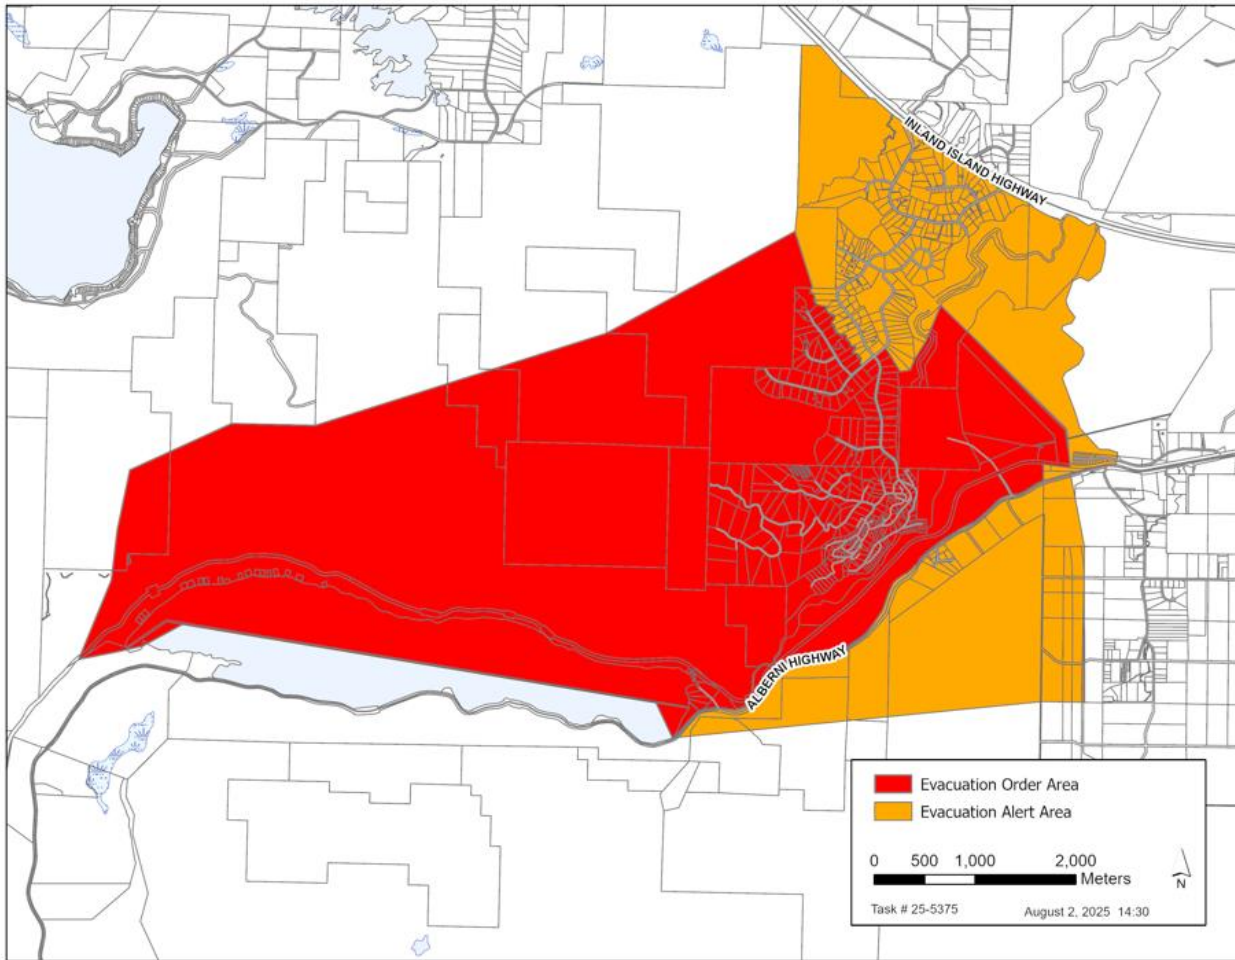 INLAND ISLAND HIGHWAY
ALBERNI HIGHWAY
Evacuation Order Area
Evacuation Alert Area
0 500 1,000 2,000
Meters
N
Task # 25-5375 August 2, 2025 14:30